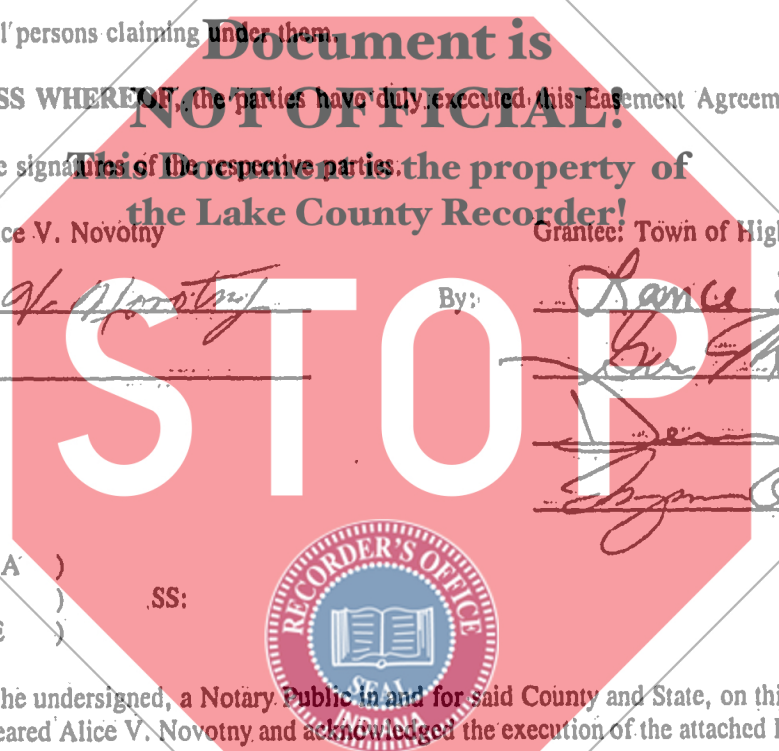 l persons claiming under them.
Document is
SS WHEREOF, the parties have duly executed this Easement Agreem
NOT OFFICIAL!
e signatures of the respective parties.
This Document is the property of
the Lake County Recorder!
ce V. Novotny
Grantee: Town of High
By:
Lance
STOP
A )
) SS:
E )
RECORDER'S OFFICE
SEAL
INDIANA
he undersigned, a Notary Public in and for said County and State, on thi
eared Alice V. Novotny and acknowledged the execution of the attached